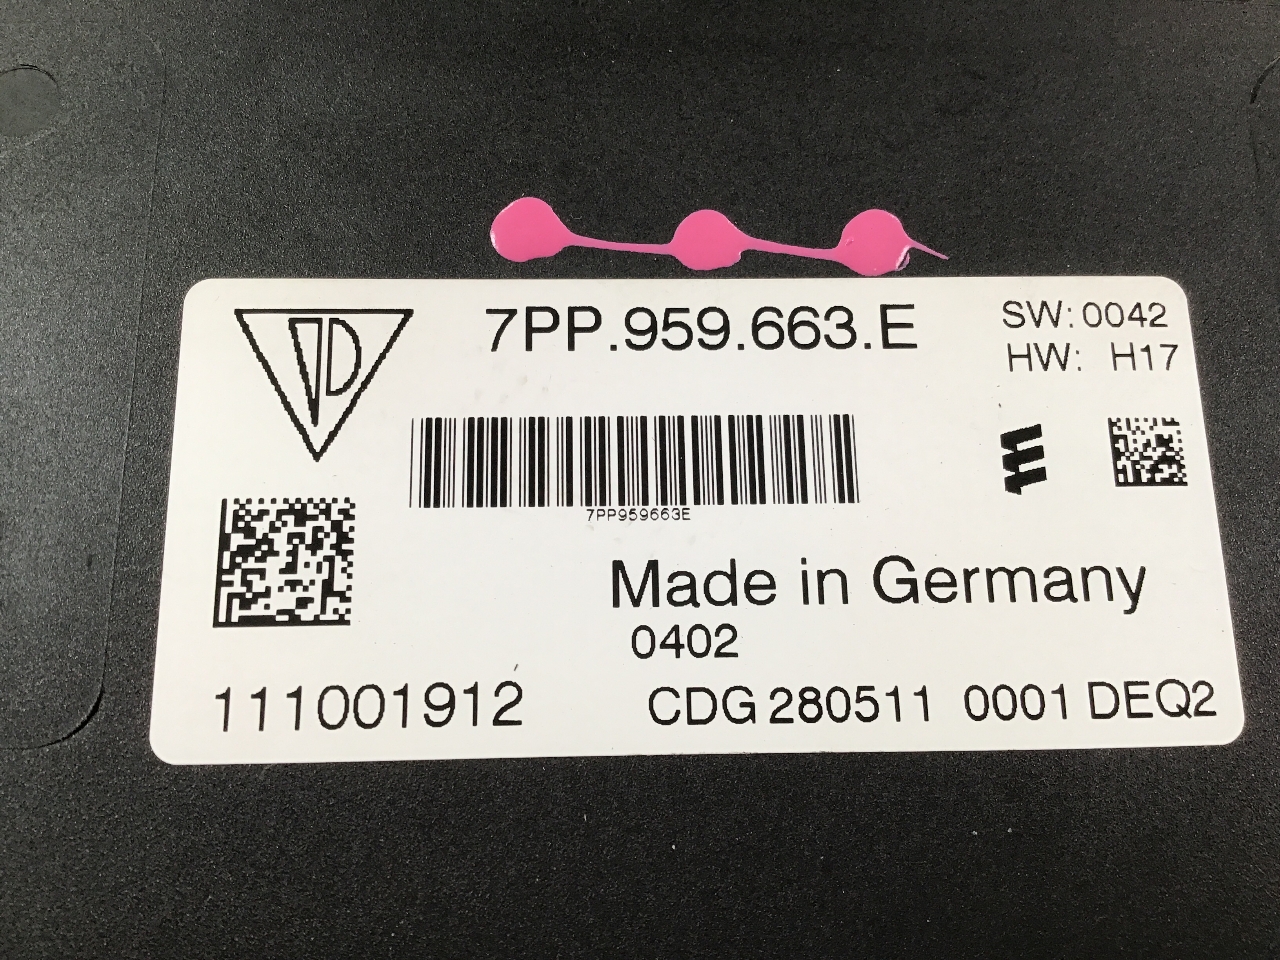 7PP.959.663.E
SW: 0042
HW: H17
7PP959663E
Made in Germany
0402
111001912
CDG 280511 0001 DEQ2